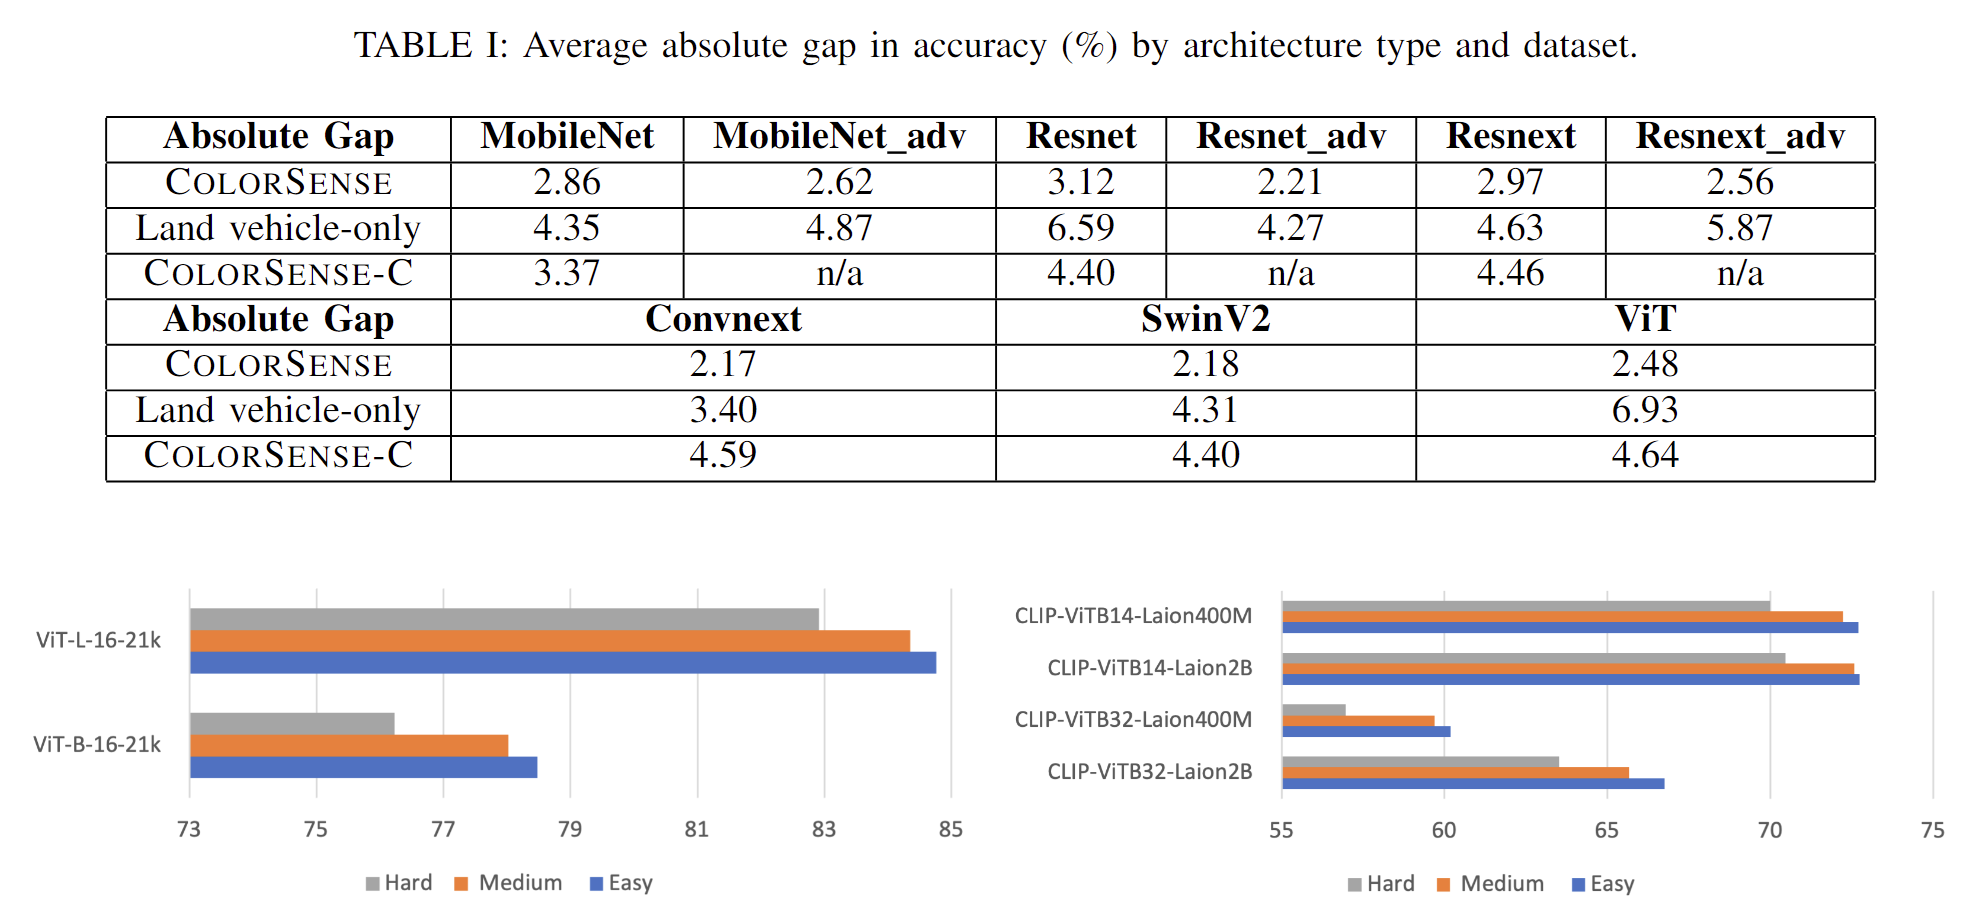 TABLE I: Average absolute gap in accuracy (%) by architecture type and dataset.
Absolute Gap MobileNet MobileNet_adv Resnet Resnet_adv Resnext Resnext_adv
COLORSENSE 2.86 2.62 3.12 2.21 2.97 2.56
Land vehicle-only 4.35 4.87 6.59 4.27 4.63 5.87
COLORSENSE-C 3.37 n/a 4.40 n/a 4.46 n/a
Absolute Gap Convnext SwinV2 ViT
COLORSENSE 2.17 2.18 2.48
Land vehicle-only 3.40 4.31 6.93
COLORSENSE-C 4.59 4.40 4.64
ViT-L-16-21k
ViT-B-16-21k
73 75 77 79 81 83 85
Hard Medium Easy
CLIP-ViTB14-Laion400M
CLIP-ViTB14-Laion2B
CLIP-ViTB32-Laion400M
CLIP-ViTB32-Laion2B
55 60 65 70 75
Hard Medium Easy